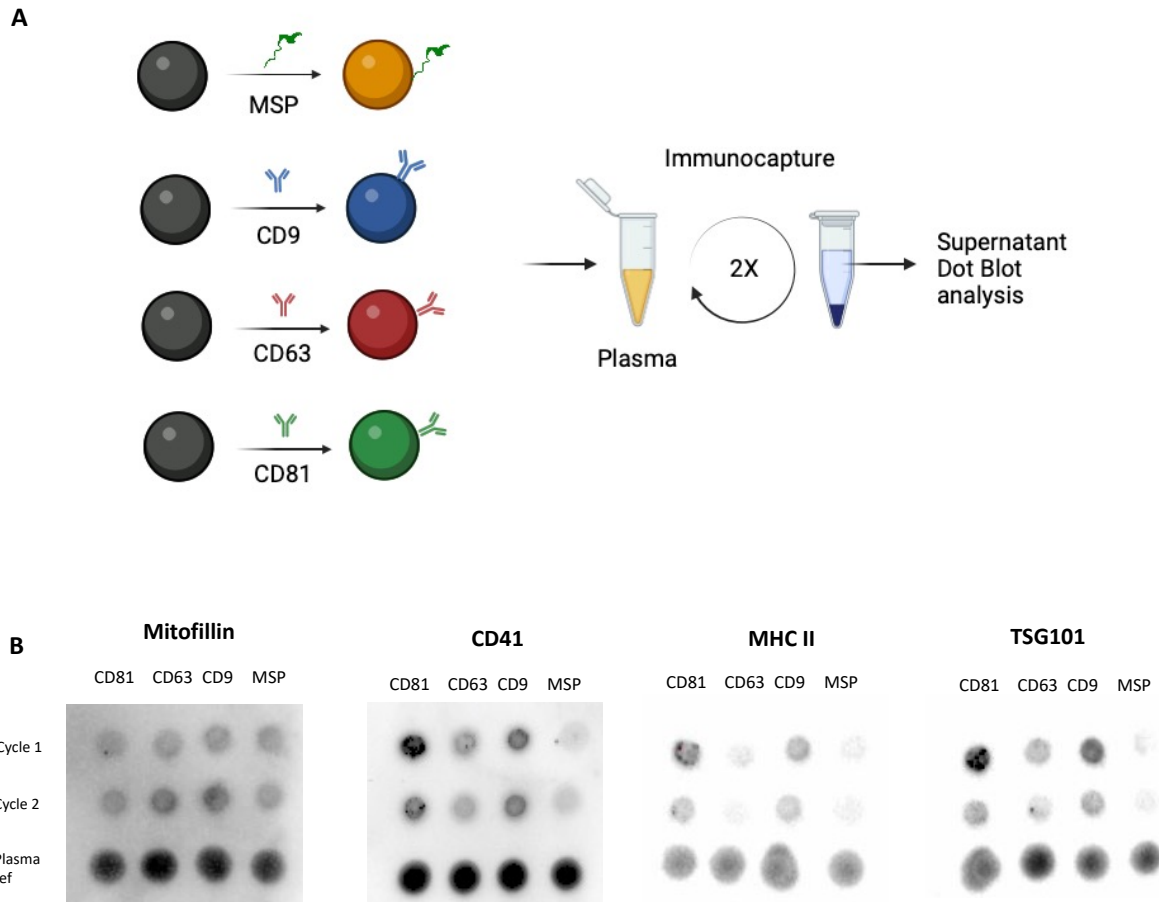 A
MSP
CD9
CD63
CD81
Immunocapture
2X
Plasma
Supernatant
Dot Blot
analysis
B
Mitofillin
CD41
MHC II
TSG101
CD81 CD63 CD9 MSP
CD81 CD63 CD9 MSP
CD81 CD63 CD9 MSP
CD81 CD63 CD9 MSP
Cycle 1
Cycle 2
Plasma
ef